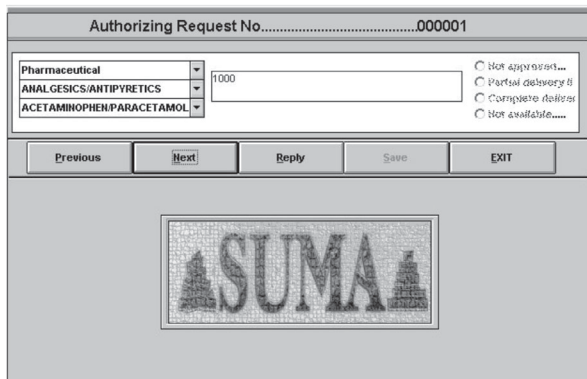 Authorizing Request No..........................................000001
Pharmaceutical
ANALGESICS/ANTIPYRETICS
ACETAMINOPHEN/PARACETAMOL
1000
Not approved...
Partial delivery
Complete deliver
Not available.....
Previous
Next
Reply
Save
EXIT
SUMA